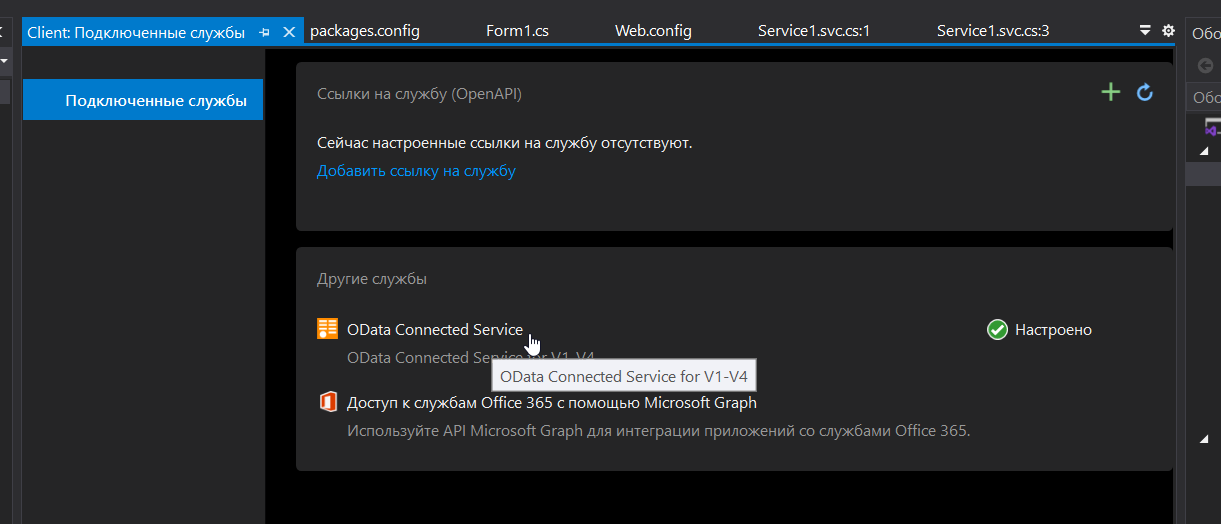 Client: Подключенные службы packages.config Form1.cs Web.config Service1.svc.cs:1 Service1.svc.cs:3
Подключенные службы
Ссылки на службу (OpenAPI)
Сейчас настроенные ссылки на службу отсутствуют.
Добавить ссылку на службу
Другие службы
OData Connected Service
Настроено
OData Connected Service for V1-V4
OData Connected Service for V1-V4
Доступ к службам Office 365 с помощью Microsoft Graph
Используйте API Microsoft Graph для интеграции приложений со службами Office 365.
Обо
Обо